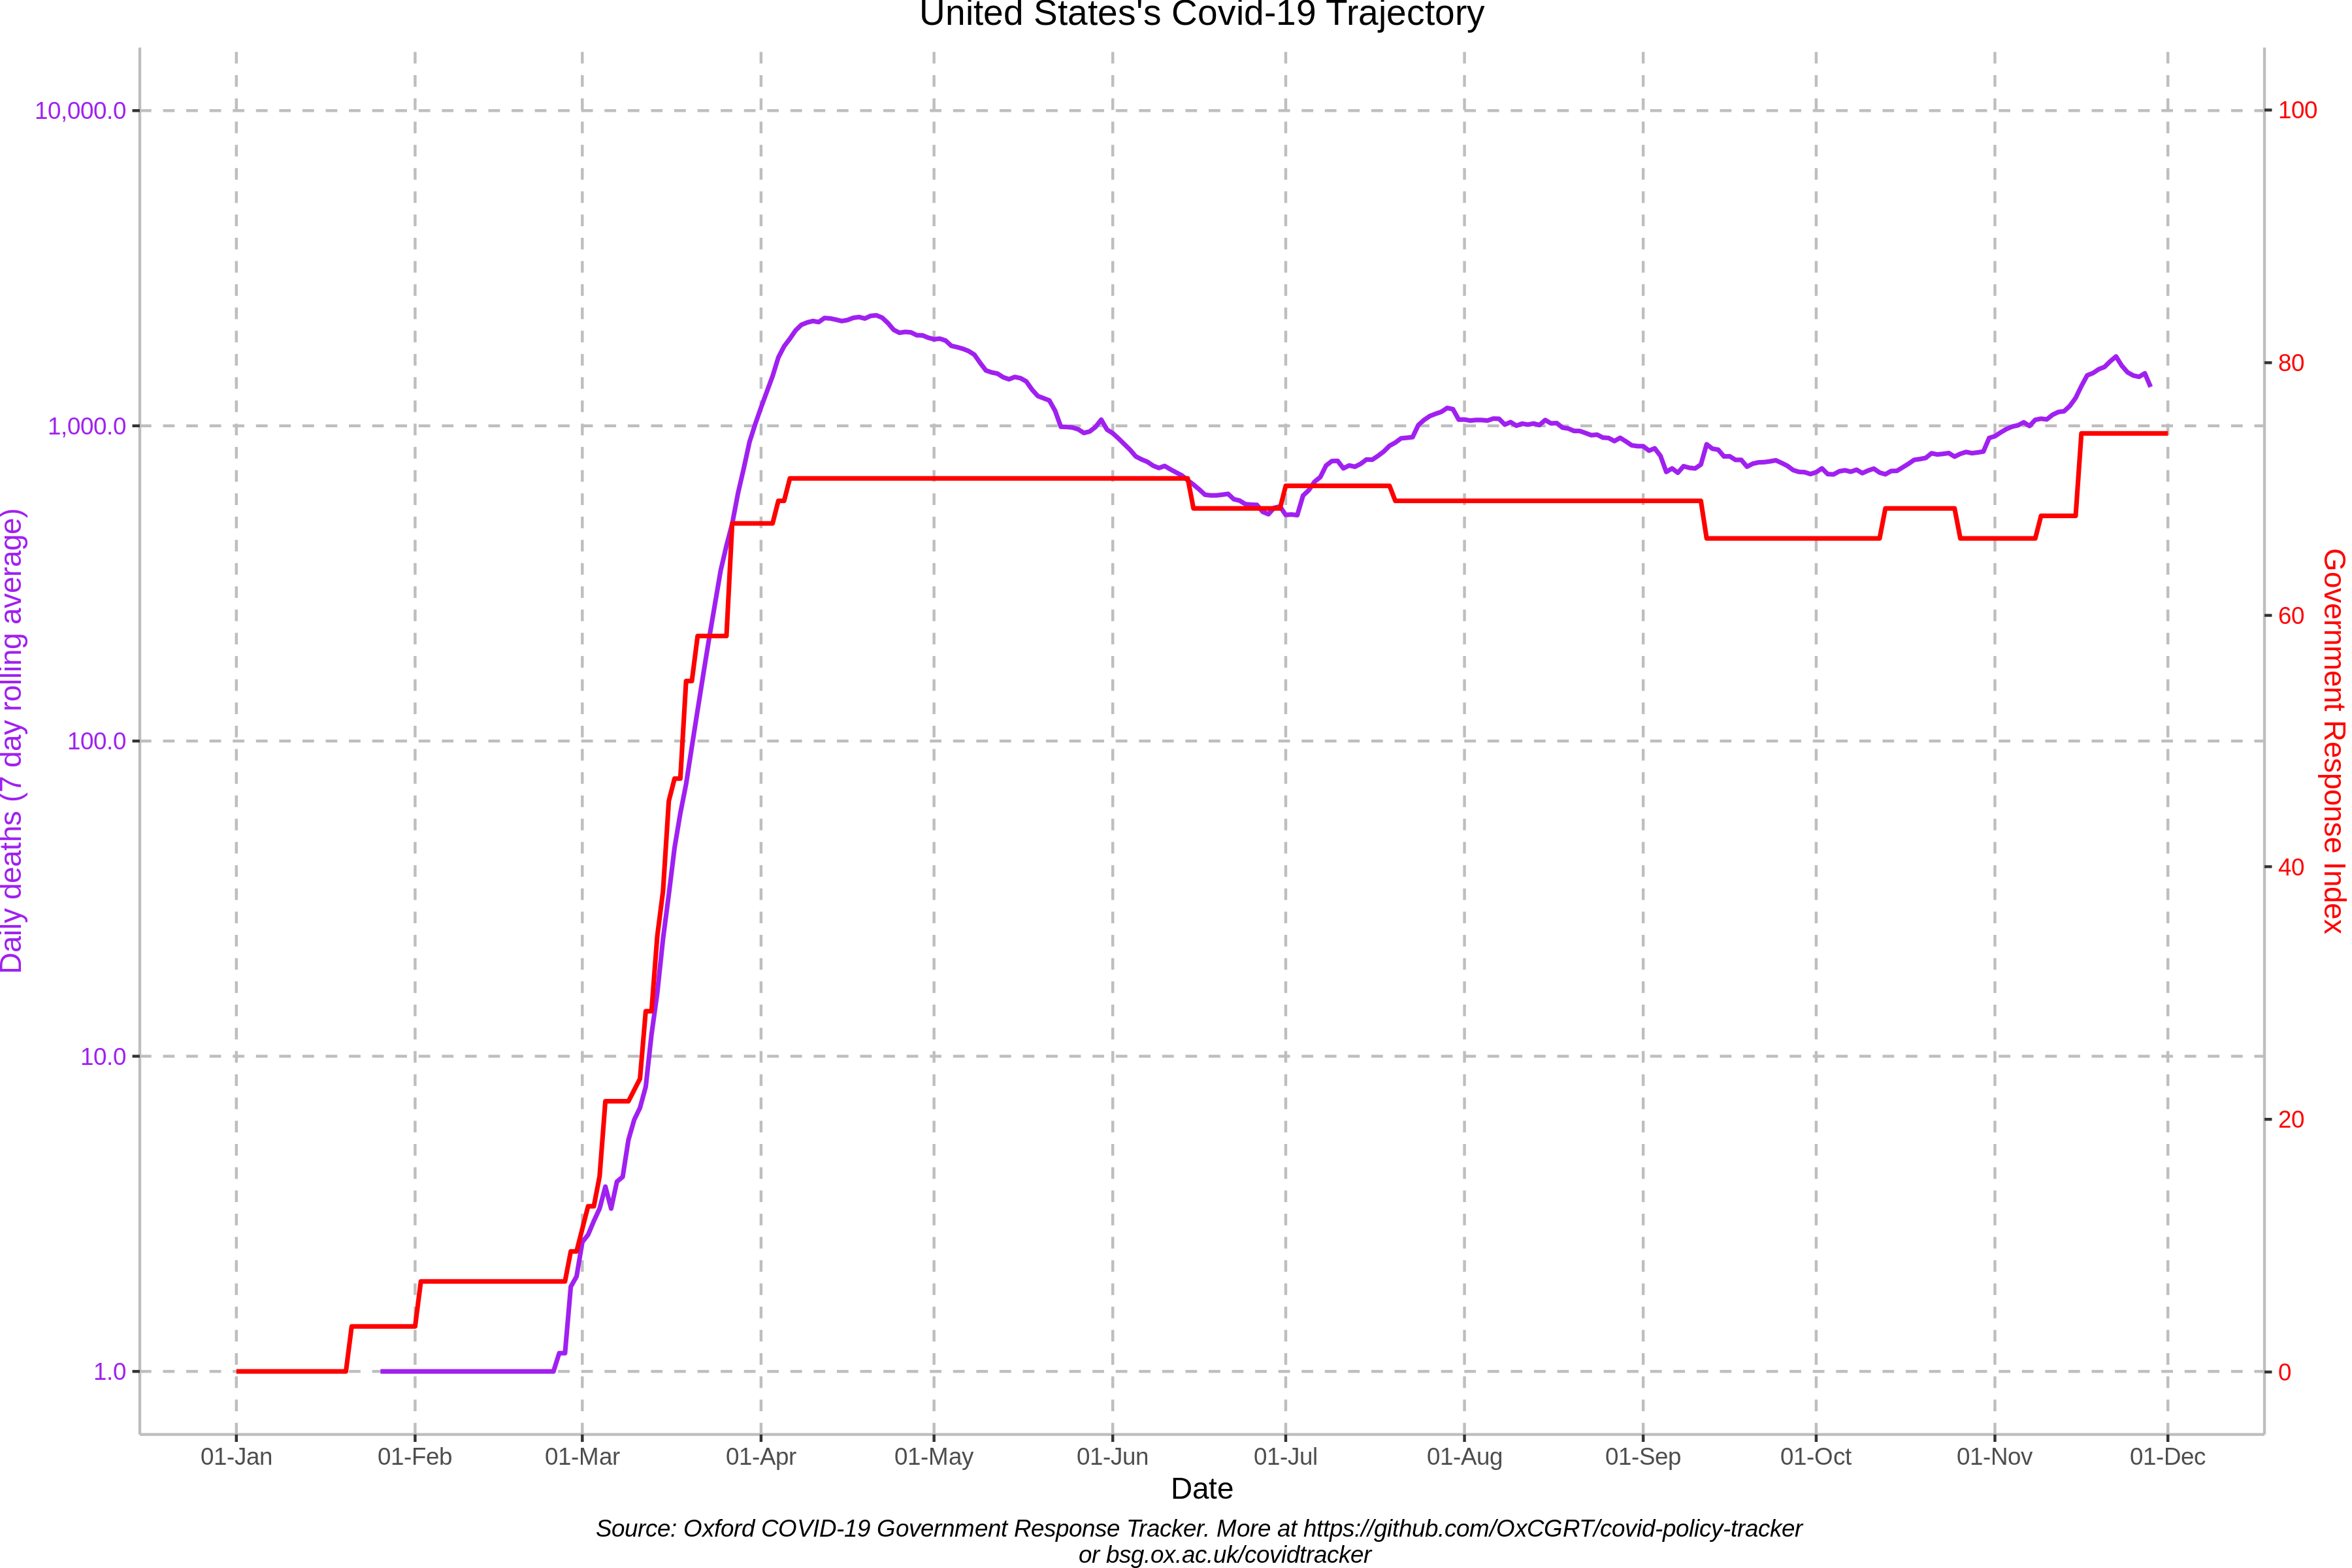 United States's Covid-19 Trajectory
10,000.0
1,000.0
100.0
10.0
1.0
Daily deaths (7 day rolling average)
100
80
60
40
20
0
Government Response Index
01-Jan 01-Feb 01-Mar 01-Apr 01-May 01-Jun 01-Jul 01-Aug 01-Sep 01-Oct 01-Nov 01-Dec
Date
Source: Oxford COVID-19 Government Response Tracker. More at https://github.com/OxCGRT/covid-policy-tracker
or bsg.ox.ac.uk/covidtracker